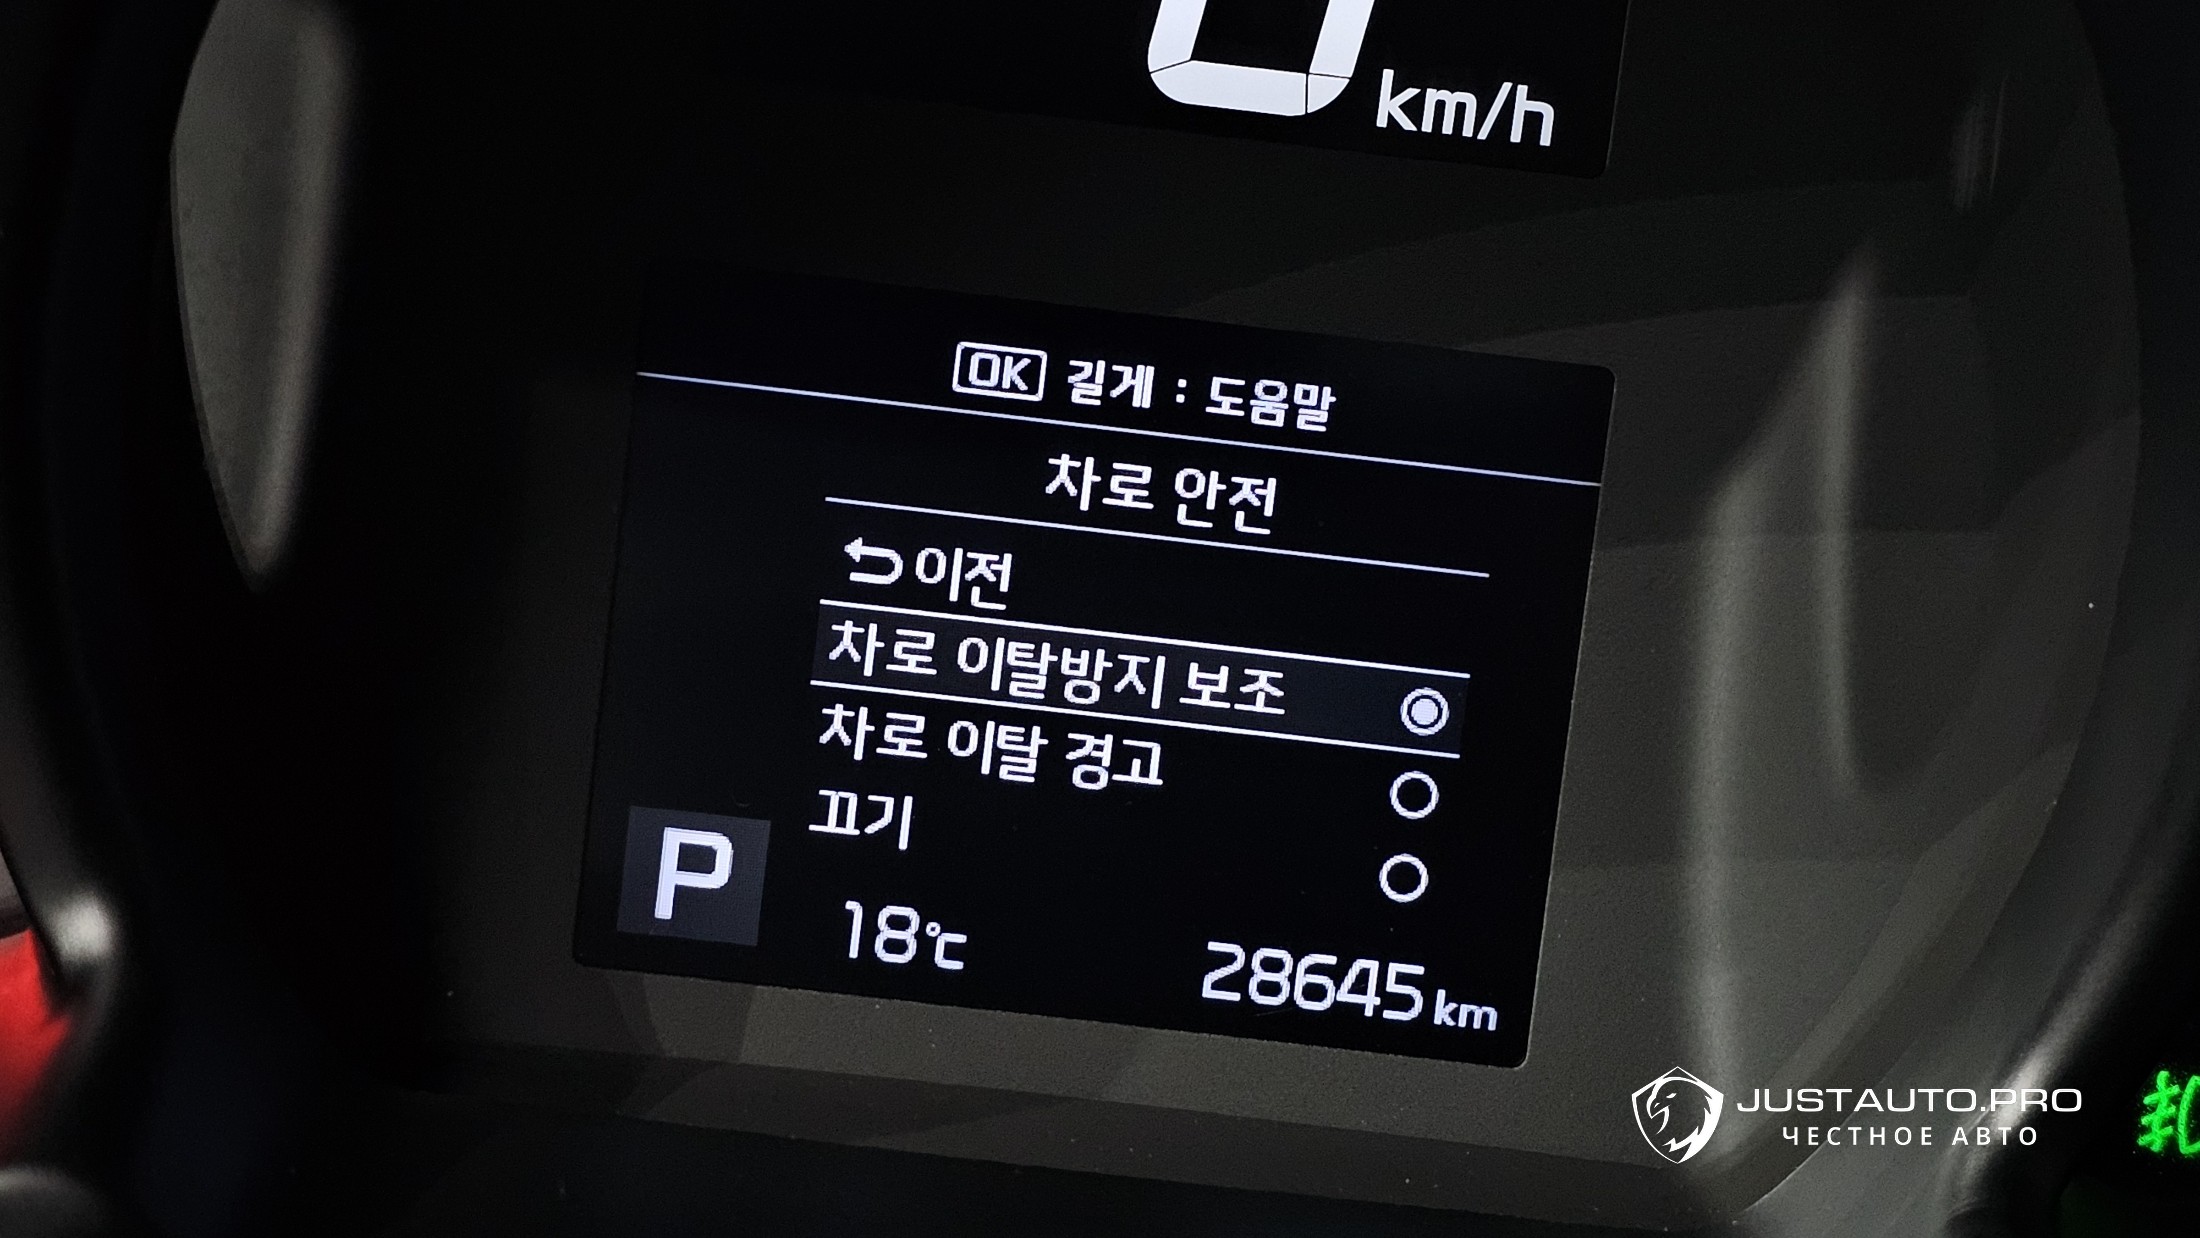 0 km/h
OK 길게 : 도움말
차로 안전
이전
차로 이탈방지 보조
차로 이탈 경고
끄기
P
18℃ 28645 km
JUSTAUTO.PRO
ЧЕСТНОЕ АВТО